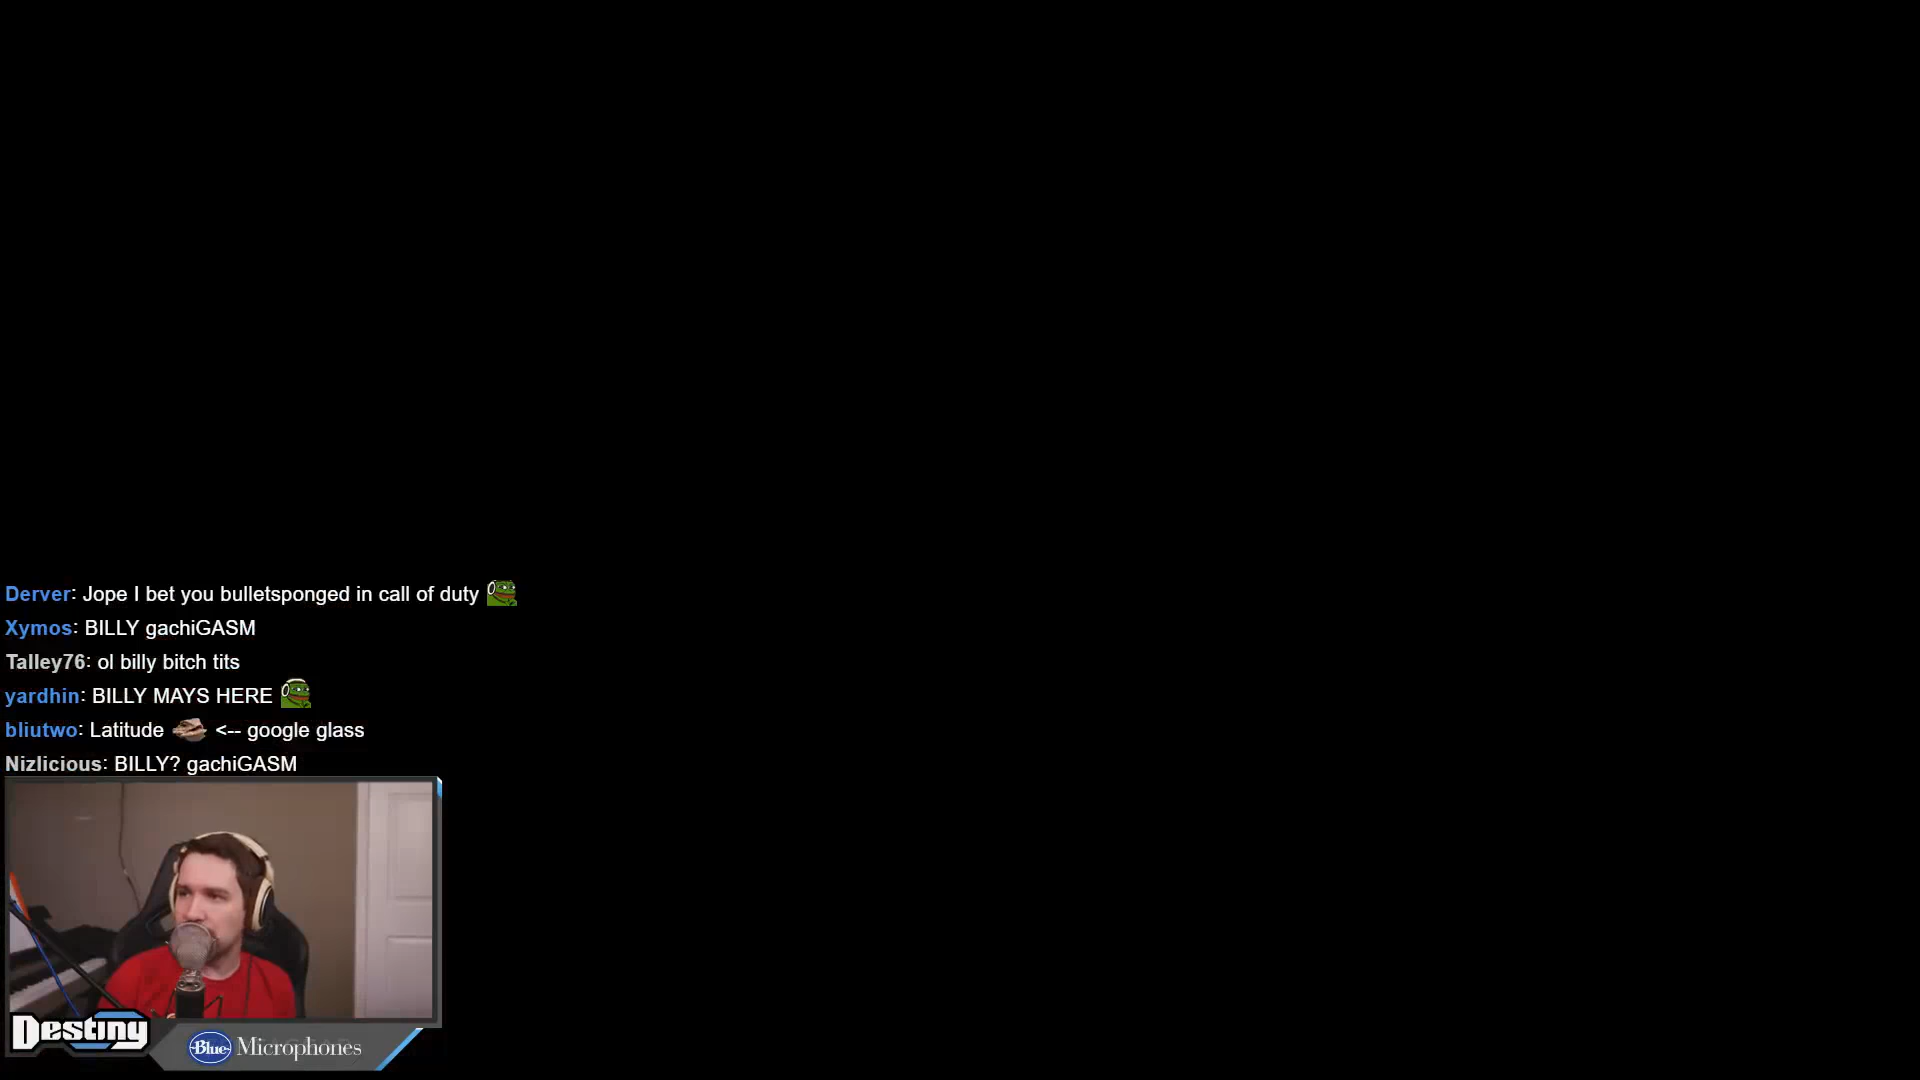 Derver: Jope I bet you bulletsponged in call of duty
Xymos: BILLY gachiGASM
Talley76: ol billy bitch tits
yardhin: BILLY MAYS HERE
bliutwo: Latitude <-- google glass
Nizlicious: BILLY? gachiGASM
Destiny
Blue Microphones